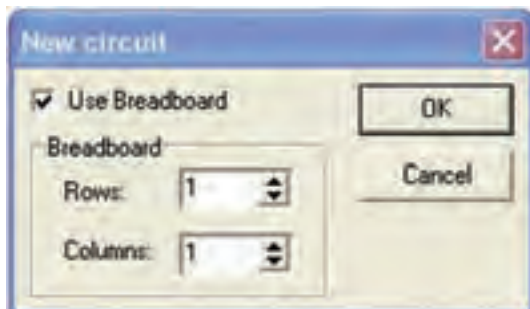 New circuit
Use Breadboard
OK
Breadboard
Rows: 1
Cancel
Columns: 1